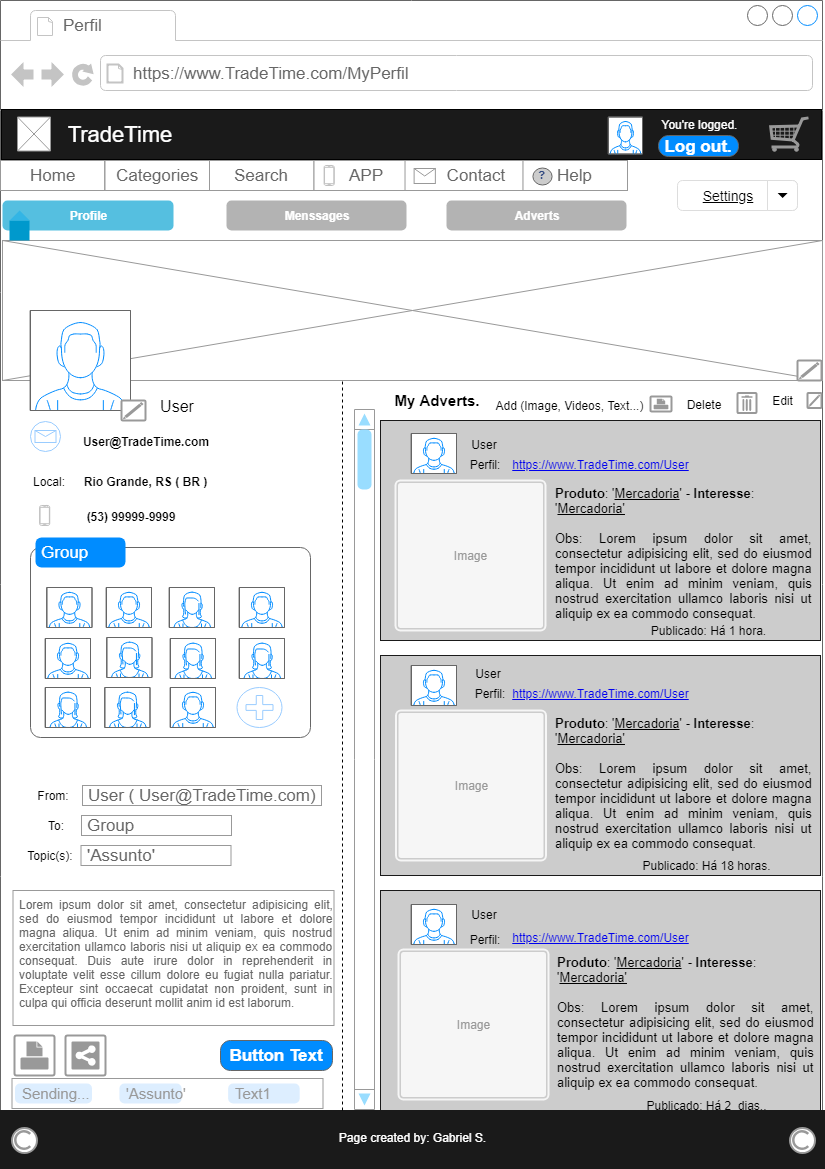 Perfil
https://www.TradeTime.com/MyPerfil
TradeTime
You're logged.
Log out.
Home
Categories
Search
APP
Contact
? Help
Settings
Profile
Menssages
Adverts
User
User@TradeTime.com
Local:
Rio Grande, RS ( BR )
(53) 99999-9999
Group
From:
User ( User@TradeTime.com)
To:
Group
Topic(s):
'Assunto'
Lorem ipsum dolor sit amet, consectetur adipisicing elit,
sed do eiusmod tempor incididunt ut labore et dolore
magna aliqua. Ut enim ad minim veniam, quis nostrud
exercitation ullamco laboris nisi ut aliquip ex ea commodo
consequat. Duis aute irure dolor in reprehenderit in
voluptate velit esse cillum dolore eu fugiat nulla pariatur.
Excepteur sint occaecat cupidatat non proident, sunt in
culpa qui officia deserunt mollit anim id est laborum.
Button Text
Sending...
'Assunto'
Text1
My Adverts.
Add (Image, Videos, Text...)
Delete
Edit
User
Perfil:
https://www.TradeTime.com/User
Image
Produto: 'Mercadoria' - Interesse:
'Mercadoria'
Obs: Lorem ipsum dolor sit amet,
consectetur adipisicing elit, sed do eiusmod
tempor incididunt ut labore et dolore magna
aliqua. Ut enim ad minim veniam, quis
nostrud exercitation ullamco laboris nisi ut
aliquip ex ea commodo consequat.
Publicado: Há 1 hora.
User
Perfil:
https://www.TradeTime.com/User
Image
Produto: 'Mercadoria' - Interesse:
'Mercadoria'
Obs: Lorem ipsum dolor sit amet,
consectetur adipisicing elit, sed do eiusmod
tempor incididunt ut labore et dolore magna
aliqua. Ut enim ad minim veniam, quis
nostrud exercitation ullamco laboris nisi ut
aliquip ex ea commodo consequat.
Publicado: Há 18 horas.
User
Perfil:
https://www.TradeTime.com/User
Image
Produto: 'Mercadoria' - Interesse:
'Mercadoria'
Obs: Lorem ipsum dolor sit amet,
consectetur adipisicing elit, sed do eiusmod
tempor incididunt ut labore et dolore magna
aliqua. Ut enim ad minim veniam, quis
nostrud exercitation ullamco laboris nisi ut
aliquip ex ea commodo consequat.
Publicado: Há 2 dias..
C
Page created by: Gabriel S.
C